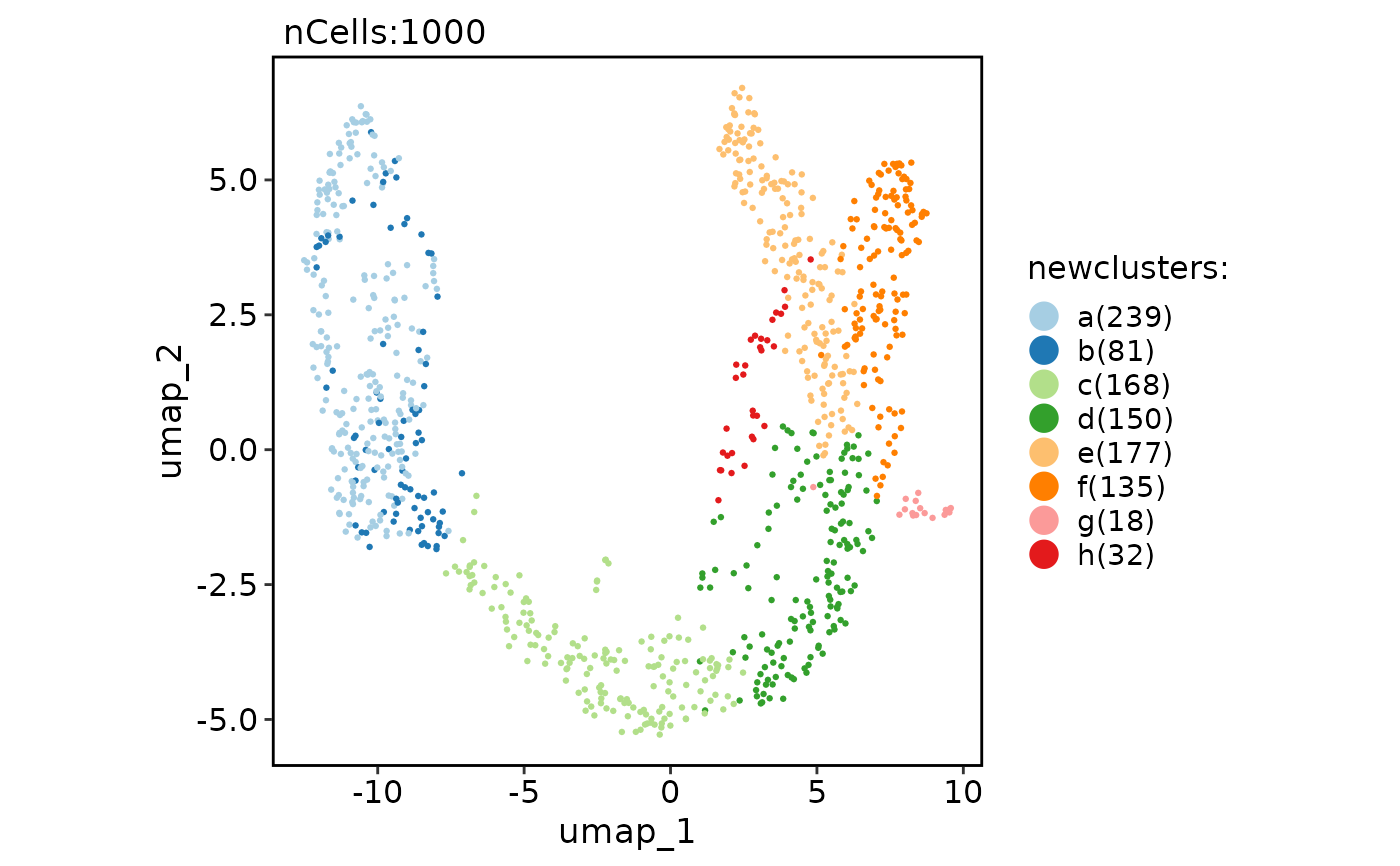 nCells:1000
umap_2
5.0
2.5
0.0
-2.5
-5.0
-10
-5
0
5
10
umap_1
newclusters:
a(239)
b(81)
c(168)
d(150)
e(177)
f(135)
g(18)
h(32)